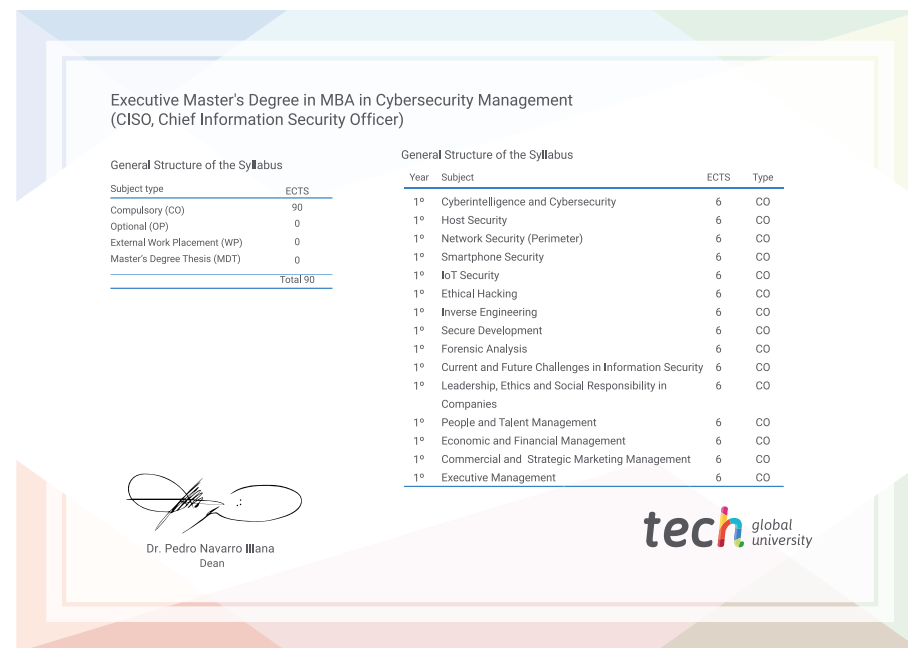 Executive Master's Degree in MBA in Cybersecurity Management
(CISO, Chief Information Security Officer)
General Structure of the Syllabus
Subject type ECTS
Compulsory (CO) 90
Optional (OP) 0
External Work Placement (WP) 0
Master's Degree Thesis (MDT) 0
Total 90
General Structure of the Syllabus
Year Subject ECTS Type
1º Cyberintelligence and Cybersecurity 6 CO
1º Host Security 6 CO
1º Network Security (Perimeter) 6 CO
1º Smartphone Security 6 CO
1º IoT Security 6 CO
1º Ethical Hacking 6 CO
1º Inverse Engineering 6 CO
1º Secure Development 6 CO
1º Forensic Analysis 6 CO
1º Current and Future Challenges in Information Security 6 CO
1º Leadership, Ethics and Social Responsibility in 6 CO
Companies
1º People and Talent Management 6 CO
1º Economic and Financial Management 6 CO
1º Commercial and Strategic Marketing Management 6 CO
1º Executive Management 6 CO
Dr. Pedro Navarro Illana
Dean
tech global
university